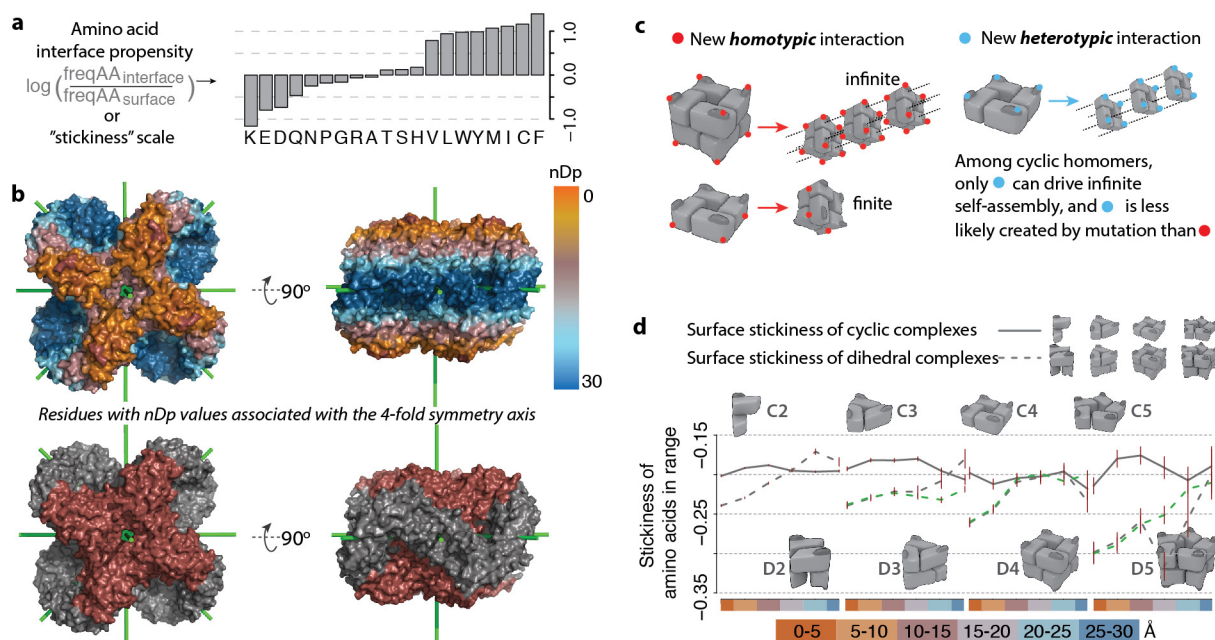 a
Amino acid
interface propensity
log ( freqAA interface / freqAA surface )
or
"stickiness" scale
1.0
0.0
−1.0
K E D Q N P G R A T S H V L W Y M I C F
b
nDp
0
30
90º
Residues with nDp values associated with the 4-fold symmetry axis
90º
c
New homotypic interaction
infinite
finite
New heterotypic interaction
Among cyclic homomers,
only can drive infinite
self-assembly, and is less
likely created by mutation than
d
Surface stickiness of cyclic complexes
Surface stickiness of dihedral complexes
C2
C3
C4
C5
Stickiness of
amino acids in range
−0.15
−0.25
−0.35
D2
D3
D4
D5
0-5
5-10
10-15
15-20
20-25
25-30
Å